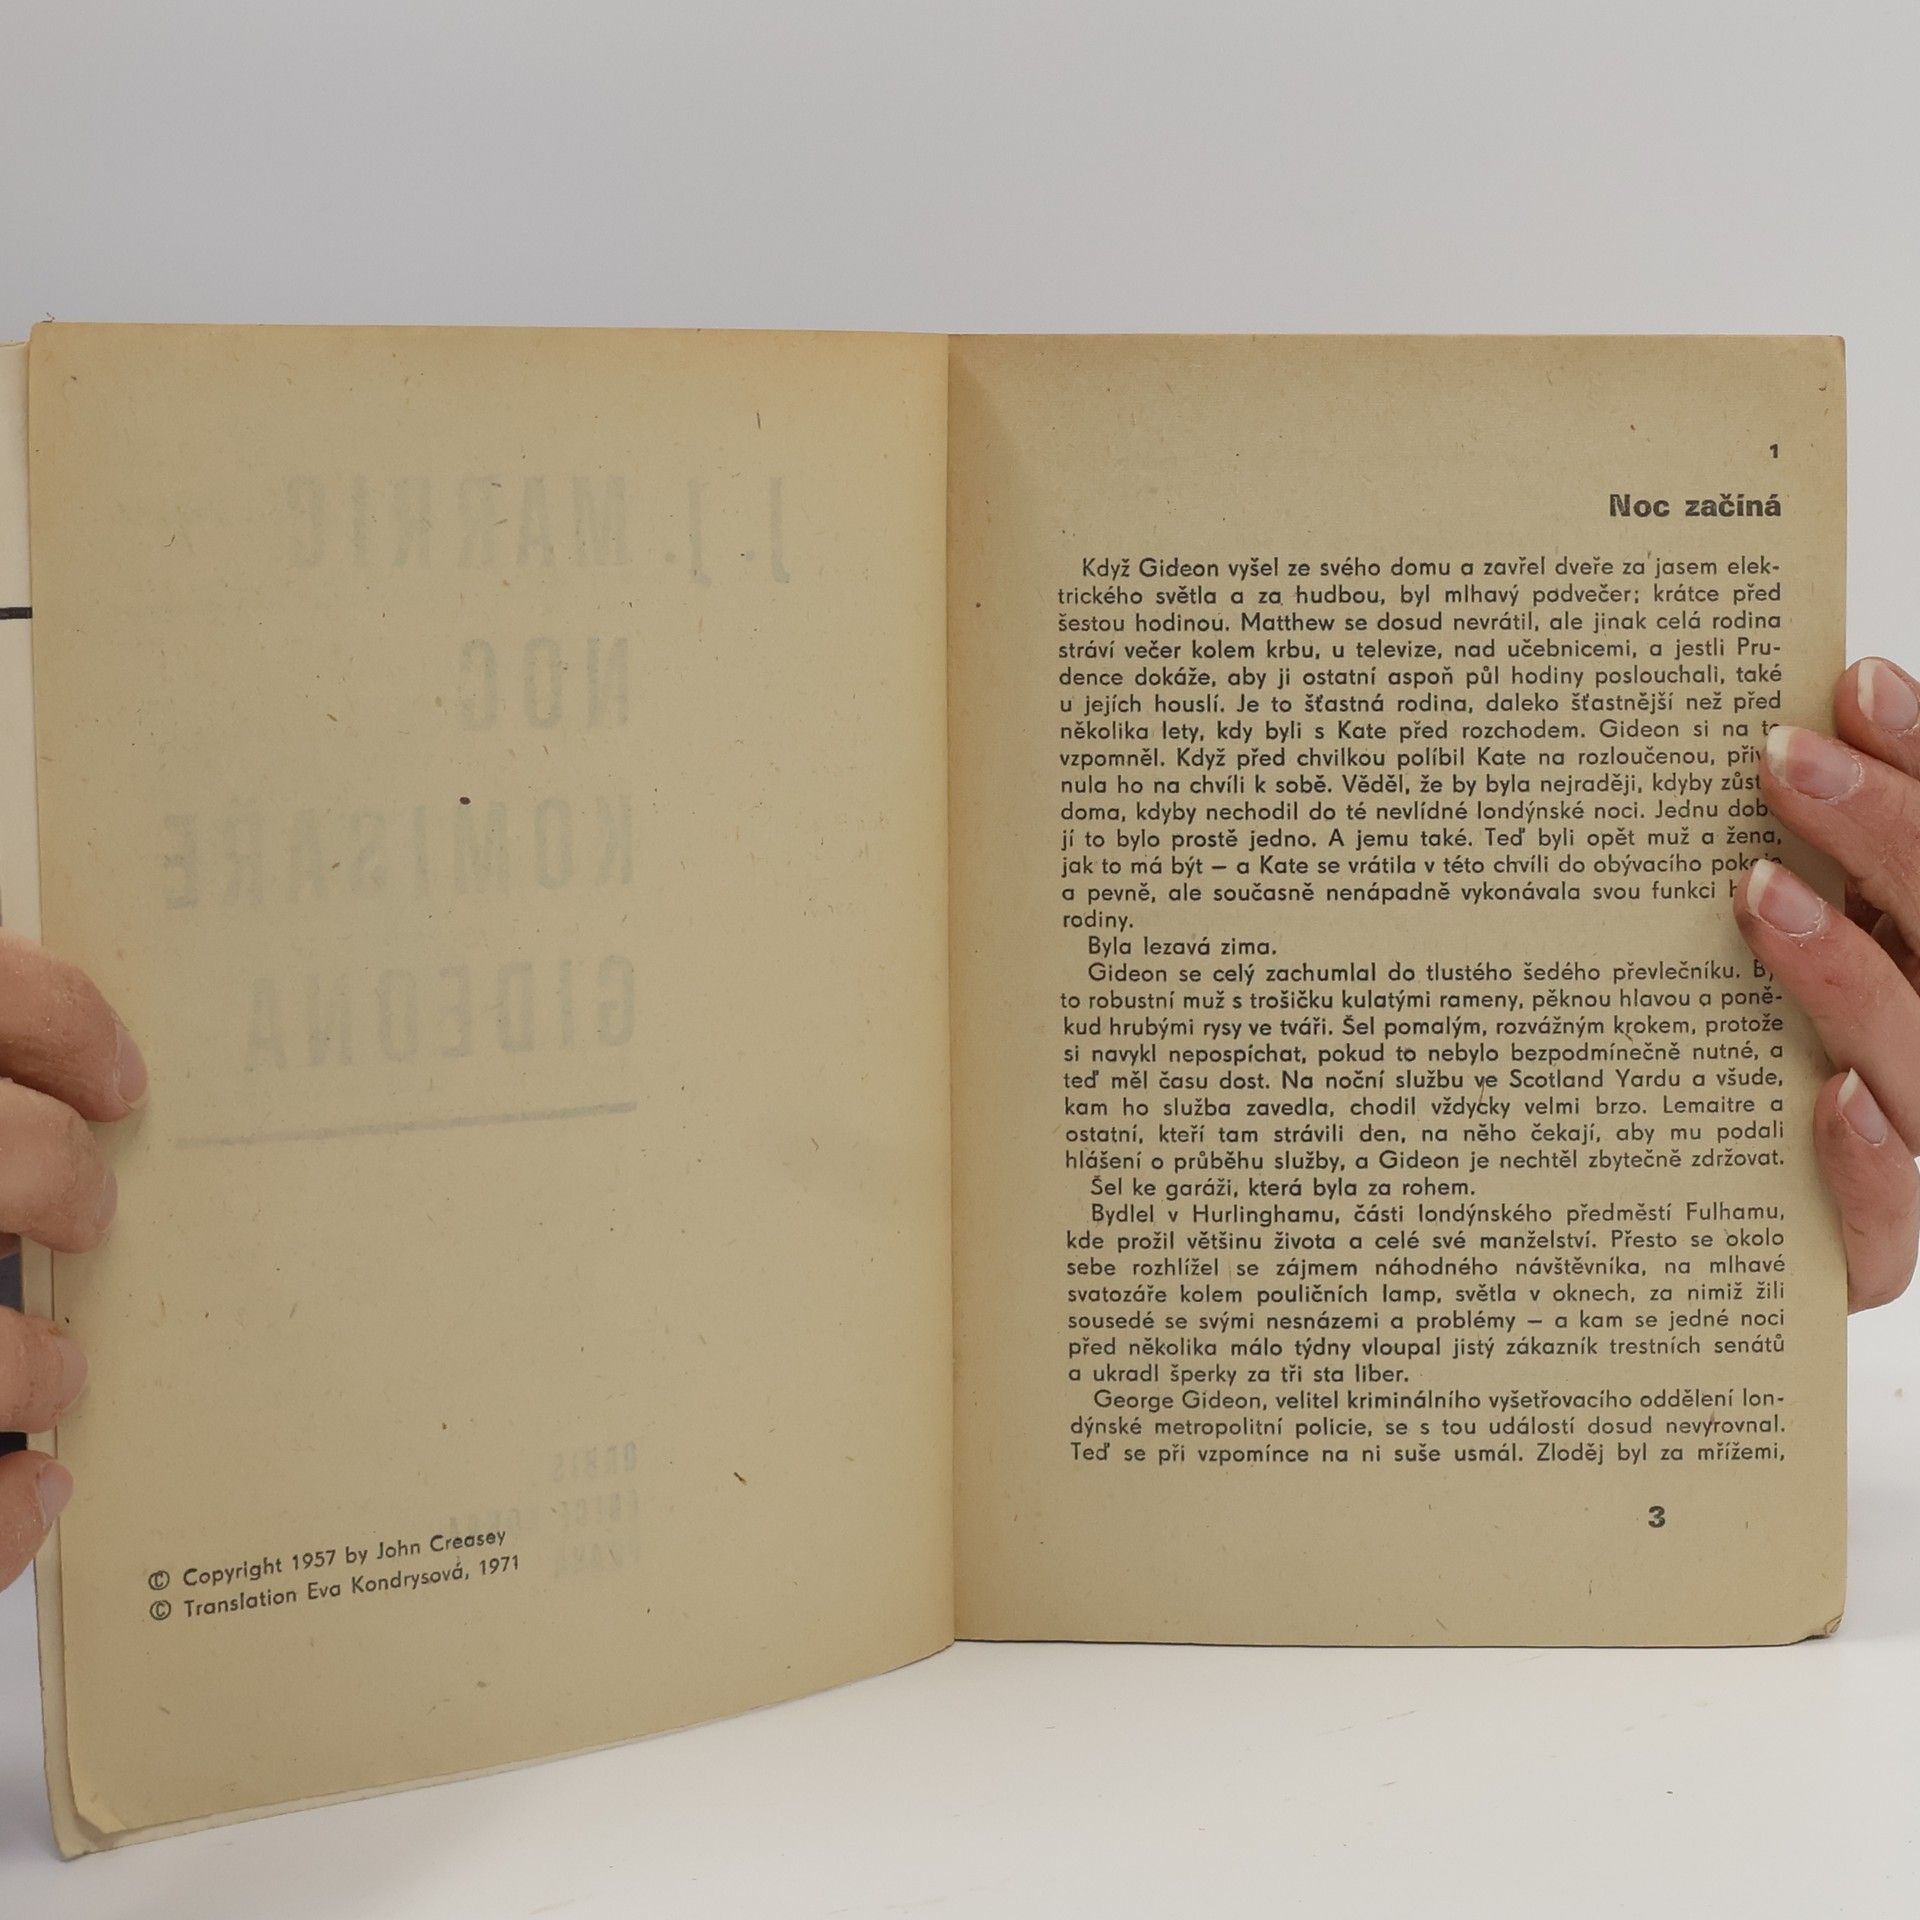 J. J. MARRIC
NOC
KOMISAŘE
GIDEONA
© Copyright 1957 by John Creasey
© Translation Eva Kondrysová, 1971
1
Noc začíná
Když Gideon vyšel ze svého domu a zavřel dveře za jasem elek-
trického světla a za hudbou, byl mlhavý podvečer; krátce před
šestou hodinou. Matthew se dosud nevrátil, ale jinak celá rodina
stráví večer kolem krbu, u televize, nad učebnicemi, a jestli Pru-
dence dokáže, aby ji ostatní aspoň půl hodiny poslouchali, také
u jejích houslí. Je to šťastná rodina, daleko šťastnější než před
několika lety, kdy byli s Kate před rozchodem. Gideon si na
vzpomněl. Když před chvilkou políbil Kate na rozloučenou,
nula ho na chvíli k sobě. Věděl, že by byla nejraději, kdyby
doma, kdyby nechodil do té nevlídné londýnské noci. Jednu
jí to bylo prostě jedno. A jemu také. Teď byli opět muž a žena,
jak to má být – a Kate se vrátila v této chvíli do obývacího
a pevně, ale současně nenápadně vykonávala svou funkci
rodiny.
Byla lezavá zima.
Gideon se celý zachumlal do tlustého šedého převlečníku.
to robustní muž s trošičku kulatými rameny, pěknou hlavou a poně-
kud hrubými rysy ve tváři. Šel pomalým, rozvážným krokem, protože
si navykl nepospíchat, pokud to nebylo bezpodmínečně nutné, a
teď měl času dost. Na noční službu ve Scotland Yardu a všude,
kam ho služba zavedla, chodil vždycky velmi brzo. Lemaitre a
ostatní, kteří tam strávili den, na něho čekají, aby mu podali
hlášení o průběhu služby, a Gideon je nechtěl zbytečně zdržovat.
Šel ke garáži, která byla za rohem.
Bydlel v Hurlinghamu, části londýnského předměstí Fulhamu,
kde prožil většinu života a celé své manželství. Přesto se okolo
sebe rozhlížel se zájmem náhodného návštěvníka, na mlhavé
svatozáře kolem pouličních lamp, světla v oknech, za nimiž žili
sousedé se svými nesnázemi a problémy – a kam se jedné noci
před několika málo týdny vloupal jistý zákazník trestních senátů
a ukradl šperky za tři sta liber.
George Gideon, velitel kriminálního vyšetřovacího oddělení lon-
dýnské metropolitní policie, se s tou událostí dosud nevyrovnal.
Teď se při vzpomínce na ni suše usmál. Zloděj byl za mřížemi,
3